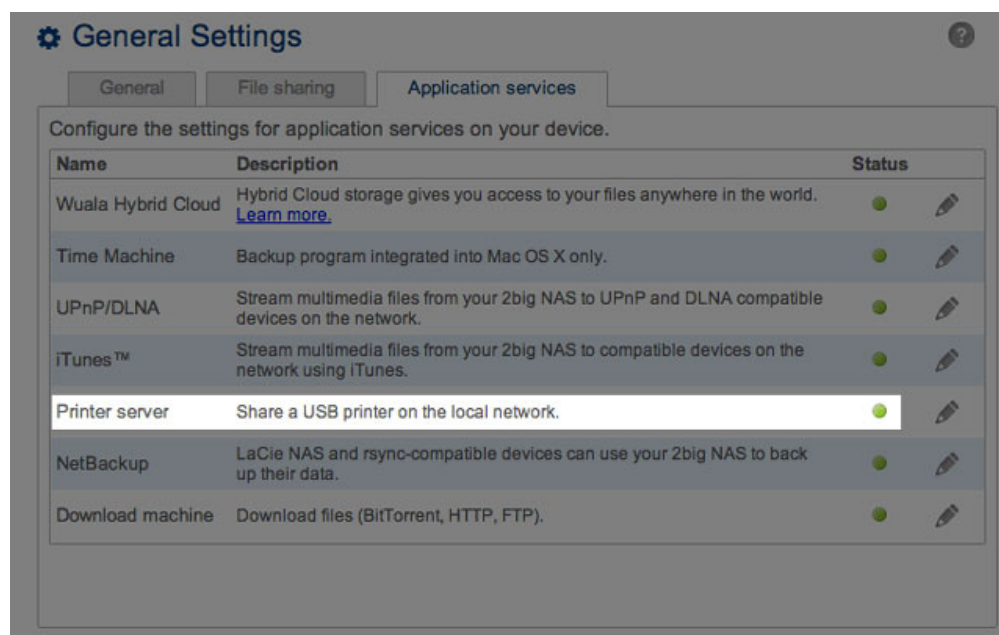 General Settings
?
General File sharing Application services
Configure the settings for application services on your device.
Name Description Status
Wuala Hybrid Cloud Hybrid Cloud storage gives you access to your files anywhere in the world.
Learn more.
Time Machine Backup program integrated into Mac OS X only.
UPnP/DLNA Stream multimedia files from your 2big NAS to UPnP and DLNA compatible
devices on the network.
iTunes™ Stream multimedia files from your 2big NAS to compatible devices on the
network using iTunes.
Printer server Share a USB printer on the local network.
NetBackup LaCie NAS and rsync-compatible devices can use your 2big NAS to back
up their data.
Download machine Download files (BitTorrent, HTTP, FTP).